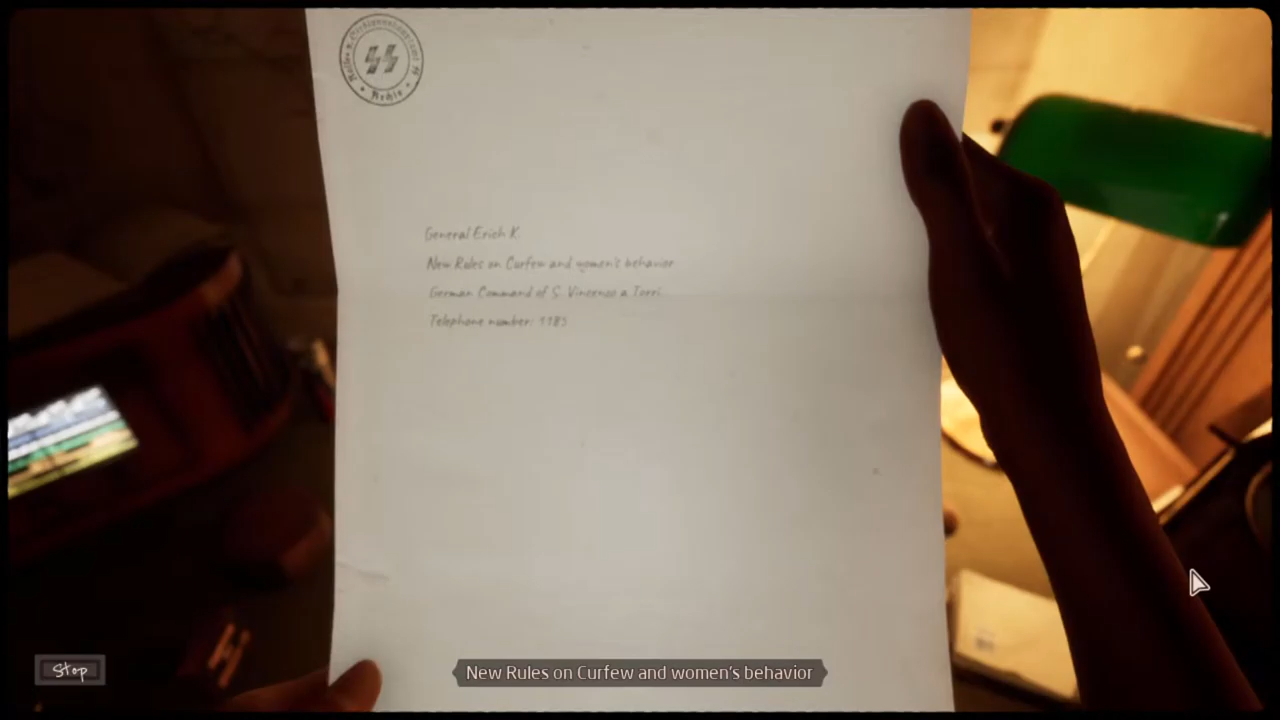 SS
General Erich K.
New Rules on Curfew and women's behavior
German Command of S. Vincenzo a Torri
Telephone number:
Stop
New Rules on Curfew and women's behavior